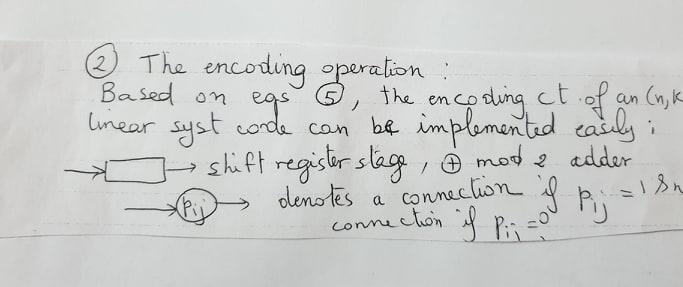 ② The encoding operation :
Based on eqs ⑤, the encoding ct of an (n,k
linear syst code can be implemented easily ;
→ shift register stage, ⊕ mod 2 adder
→ Pij → denotes a connection if Pij = 1 & n
connection if Pij = 0